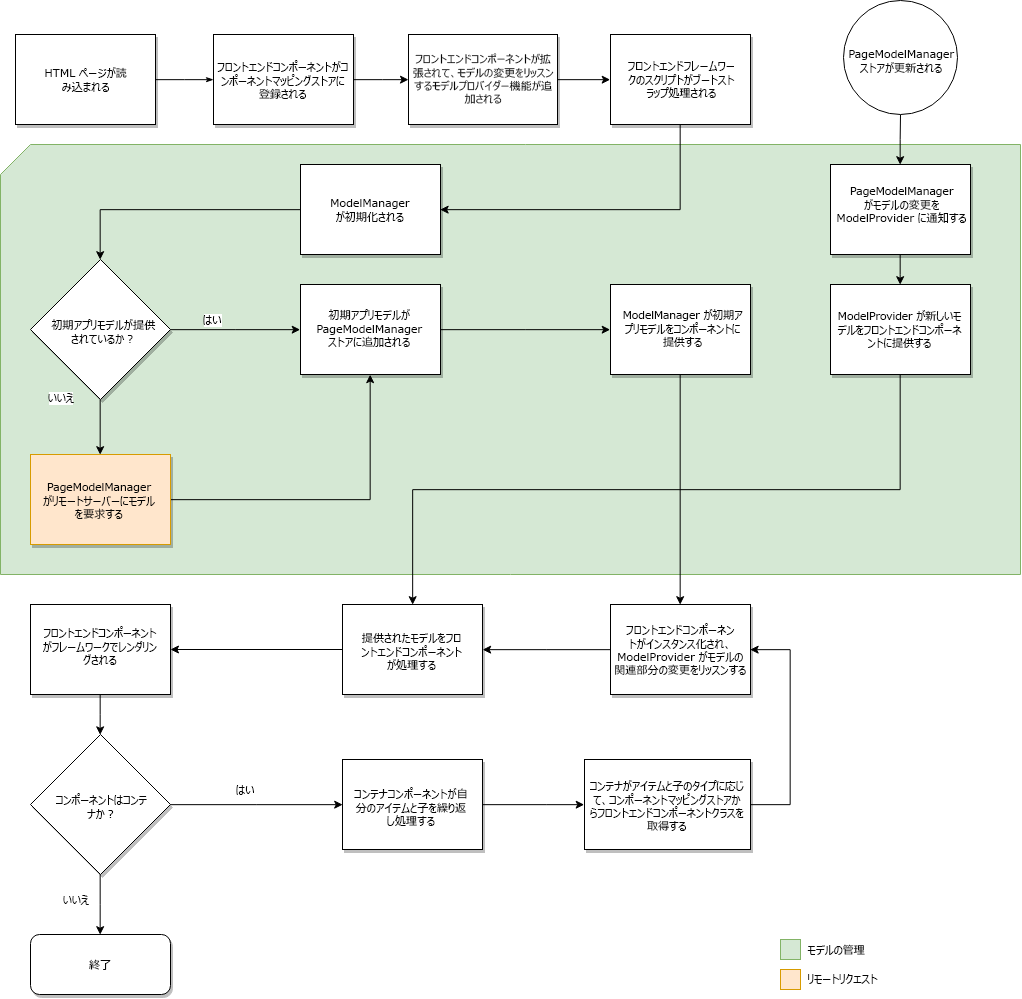 HTML ページが読
み込まれる
フロントエンドコンポーネントがコ
ンポーネントマッピングストアに
登録される
フロントエンドコンポーネントが拡
張されて、モデルの変更をリッスン
するモデルプロバイダー機能が追
加される
フロントエンドフレームワー
クのスクリプトがブートスト
ラップ処理される
PageModelManager
ストアが更新される
ModelManager
が初期化される
PageModelManager
がモデルの変更を
ModelProvider に通知する
初期アプリモデルが提供
されているか？
はい
初期アプリモデルが
PageModelManager
ストアに追加される
ModelManager が初期ア
プリモデルをコンポーネントに
提供する
ModelProvider が新しいモ
デルをフロントエンドコンポーネ
ントに提供する
いいえ
PageModelManager
がリモートサーバーにモデル
を要求する
フロントエンドコンポーネント
がフレームワークでレンダリン
グされる
提供されたモデルをフロ
ントエンドコンポーネント
が処理する
フロントエンドコンポーネン
トがインスタンス化され、
ModelProvider がモデルの
関連部分の変更をリッスンする
コンポーネントはコンテ
ナか？
はい
コンテナコンポーネントが自
分のアイテムと子を繰り返
し処理する
コンテナがアイテムと子のタイプに応じ
て、コンポーネントマッピングストアか
らフロントエンドコンポーネントクラスを
取得する
いいえ
終了
モデルの管理
リモートリクエスト